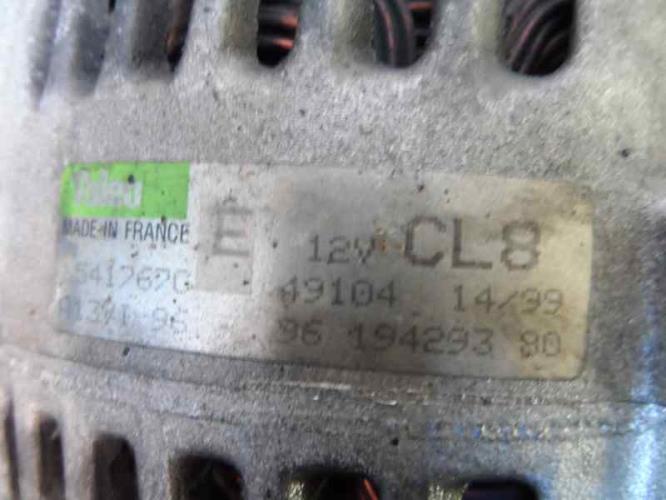 Valeo
MADE IN FRANCE
E
12V CL8
49104 14/99
96 194293 80